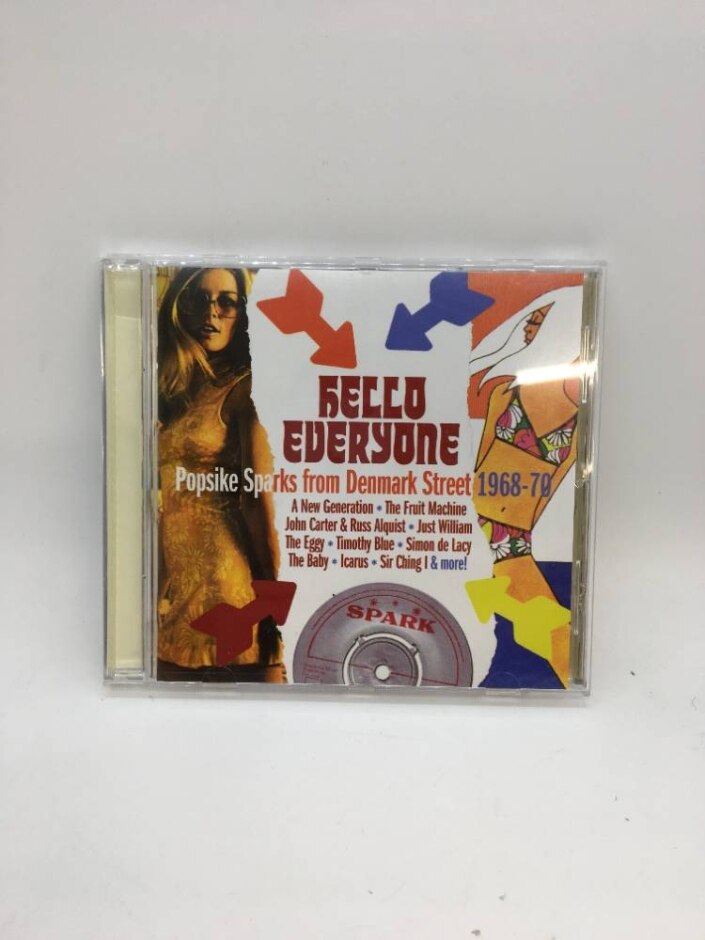 HELLO
EVERYONE
Popsike Sparks from Denmark Street 1968-70
A New Generation * The Fruit Machine
John Carter & Russ Alquist * Just William
The Eggy * Timothy Blue * Simon de Lacy
The Baby * Icarus * Sir Ching I & more!
SPARK